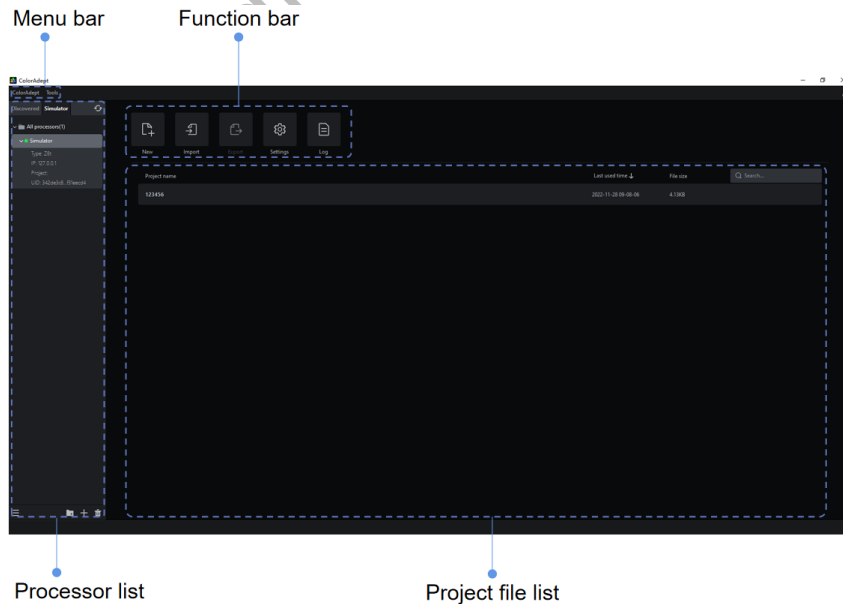 Menu bar
Function bar
ColorAdept
ColorAdept Tools
Discovered Simulator
All processors(1)
Simulator
Type: Z8t
IP: 127.0.0.1
Project:
New Import Export Settings Log
Project name Last used time File size Search...
123456 2022-11-28 09-08-06 4.13KB
Processor list
Project file list